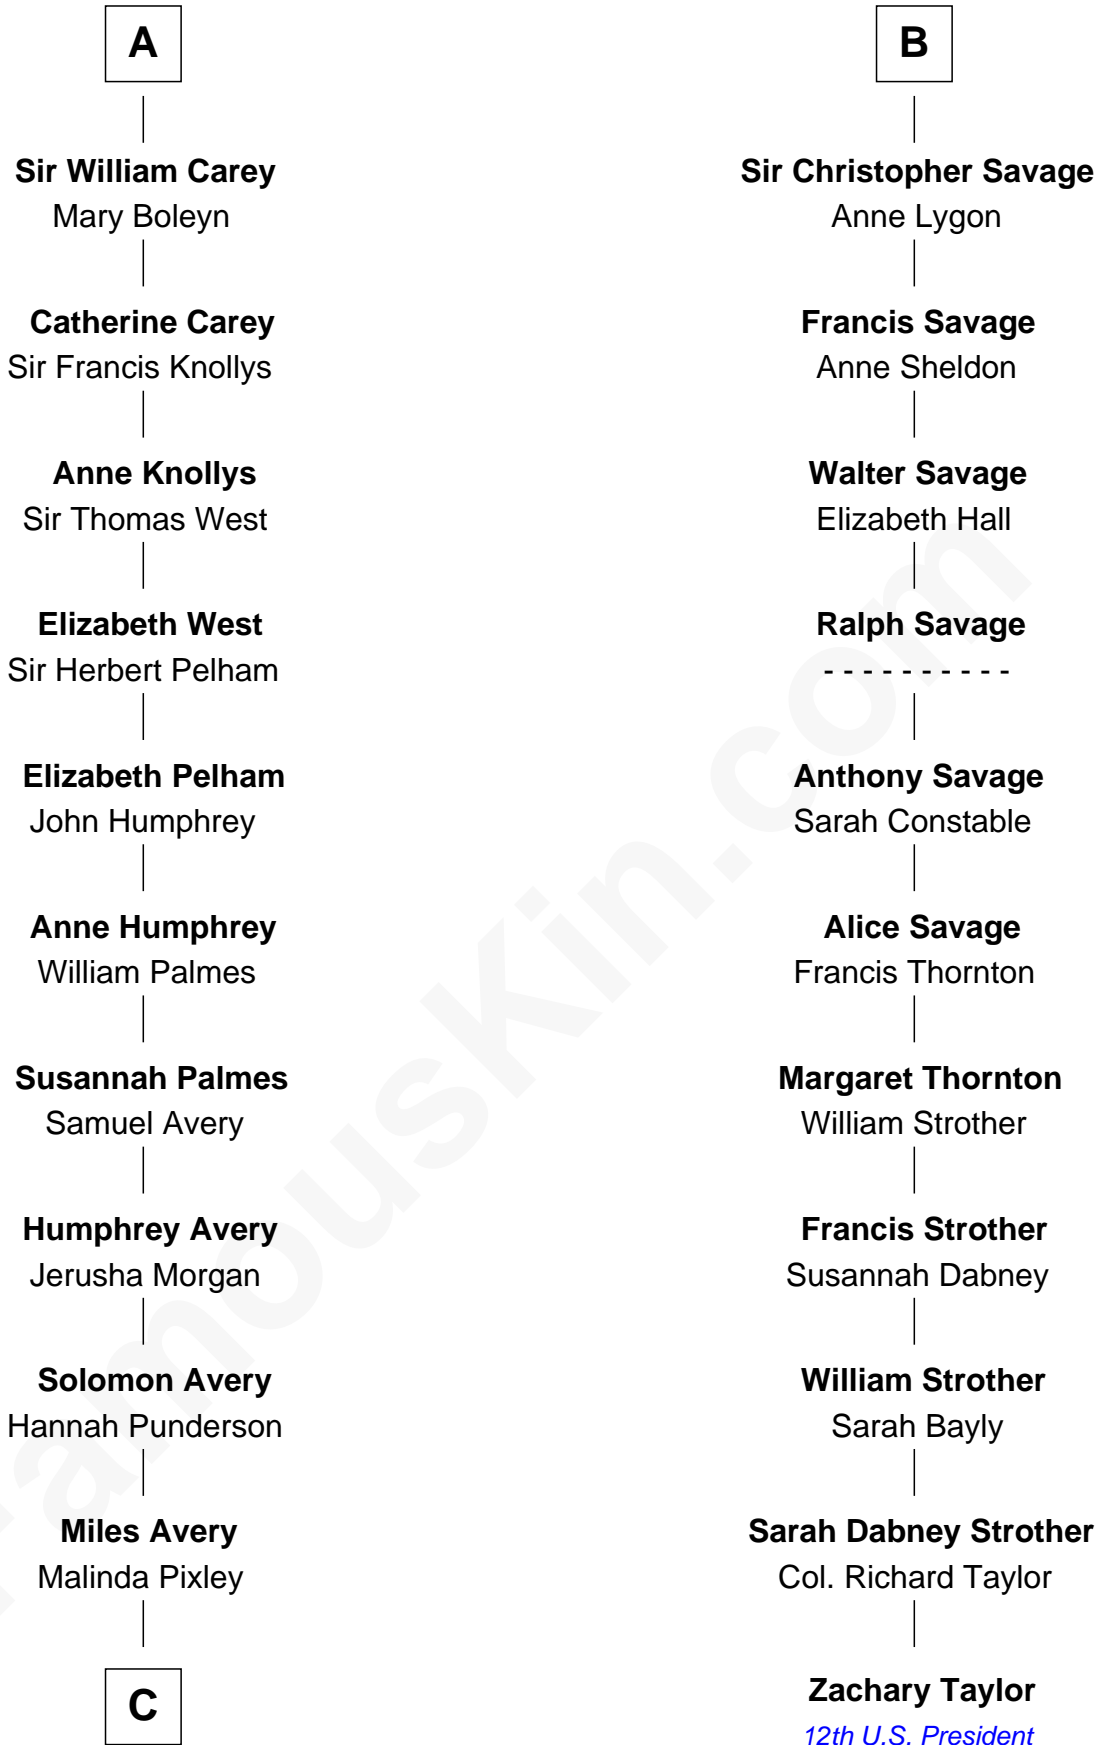 A
Sir William Carey
Mary Boleyn
Catherine Carey
Sir Francis Knollys
Anne Knollys
Sir Thomas West
Elizabeth West
Sir Herbert Pelham
Elizabeth Pelham
John Humphrey
Anne Humphrey
William Palmes
Susannah Palmes
Samuel Avery
Humphrey Avery
Jerusha Morgan
Solomon Avery
Hannah Punderson
Miles Avery
Malinda Pixley
C
B
Sir Christopher Savage
Anne Lygon
Francis Savage
Anne Sheldon
Walter Savage
Elizabeth Hall
Ralph Savage
- - - - - - - - - -
Anthony Savage
Sarah Constable
Alice Savage
Francis Thornton
Margaret Thornton
William Strother
Francis Strother
Susannah Dabney
William Strother
Sarah Bayly
Sarah Dabney Strother
Col. Richard Taylor
Zachary Taylor
12th U.S. President
FamousKin.com